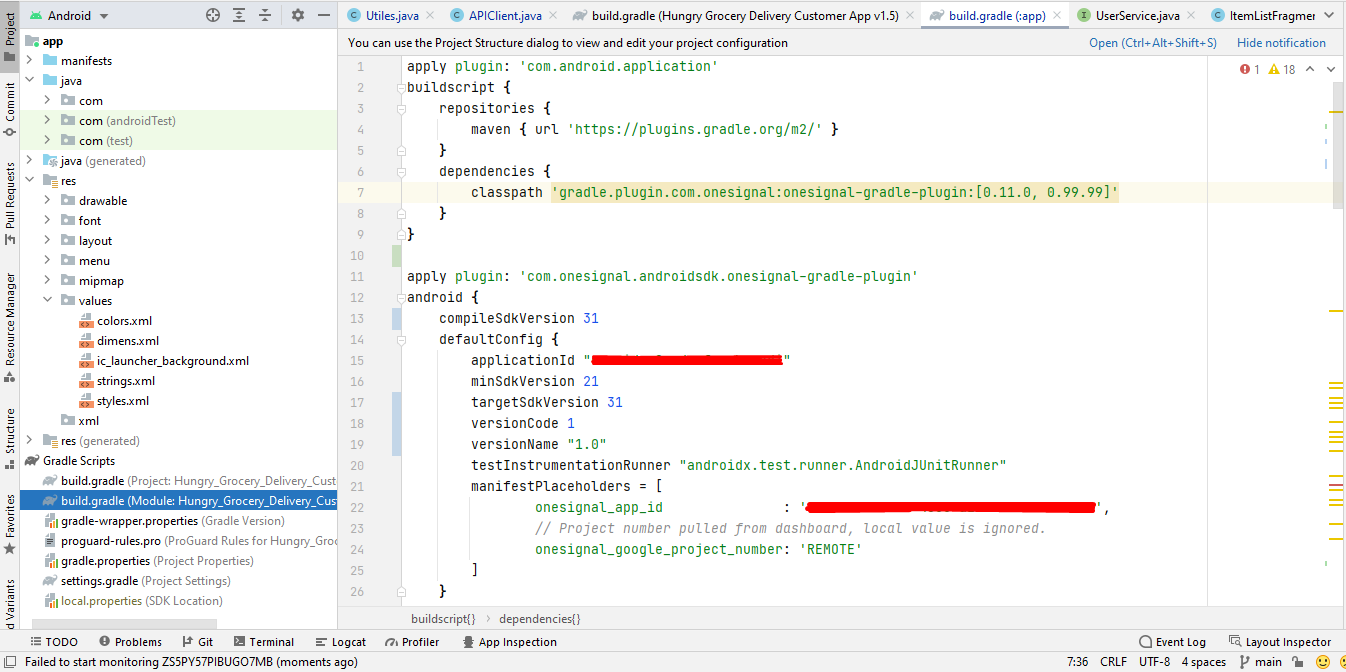 Android
Utiles.java
APIClient.java
build.gradle (Hungry Grocery Delivery Customer App v1.5)
build.gradle (:app)
UserService.java
ItemListFragmer
You can use the Project Structure dialog to view and edit your project configuration
Open (Ctrl+Alt+Shift+S)
Hide notification
Project
Commit
Pull Requests
Resource Manager
Structure
Favorites
d Variants
app
manifests
java
com
com (androidTest)
com (test)
java (generated)
res
drawable
font
layout
menu
mipmap
values
colors.xml
dimens.xml
ic_launcher_background.xml
strings.xml
styles.xml
xml
res (generated)
Gradle Scripts
build.gradle (Project: Hungry_Grocery_Delivery_Cust
build.gradle (Module: Hungry_Grocery_Delivery_Cus
gradle-wrapper.properties (Gradle Version)
proguard-rules.pro (ProGuard Rules for Hungry_Groc
gradle.properties (Project Properties)
settings.gradle (Project Settings)
local.properties (SDK Location)
1 18
1 apply plugin: 'com.android.application'
2 buildscript {
3 repositories {
4 maven { url 'https://plugins.gradle.org/m2/' }
5 }
6 dependencies {
7 classpath 'gradle.plugin.com.onesignal:onesignal-gradle-plugin:[0.11.0, 0.99.99]'
8 }
9 }
10
11 apply plugin: 'com.onesignal.androidsdk.onesignal-gradle-plugin'
12 android {
13 compileSdkVersion 31
14 defaultConfig {
15 applicationId " "
16 minSdkVersion 21
17 targetSdkVersion 31
18 versionCode 1
19 versionName "1.0"
20 testInstrumentationRunner "androidx.test.runner.AndroidJUnitRunner"
21 manifestPlaceholders = [
22 onesignal_app_id : ' ',
23 // Project number pulled from dashboard, local value is ignored.
24 onesignal_google_project_number: 'REMOTE'
25 ]
26 }
buildscript{} › dependencies{}
TODO
Problems
Git
Terminal
Logcat
Profiler
App Inspection
Event Log
Layout Inspector
Failed to start monitoring ZS5PY57PIBUGO7MB (moments ago)
7:36 CRLF UTF-8 4 spaces main